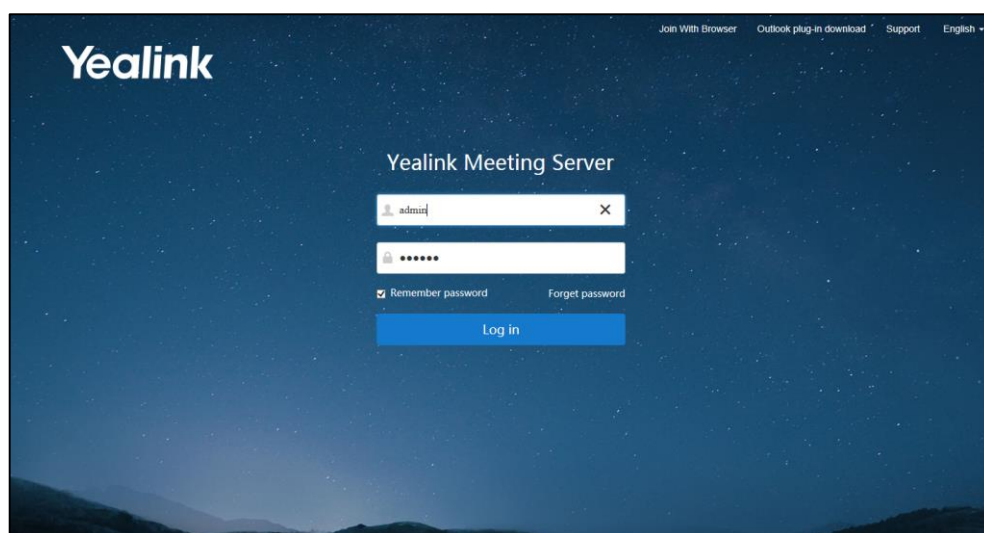 Join With Browser Outlook plug-in download Support English
Yealink
Yealink Meeting Server
admin
Remember password Forget password
Log in